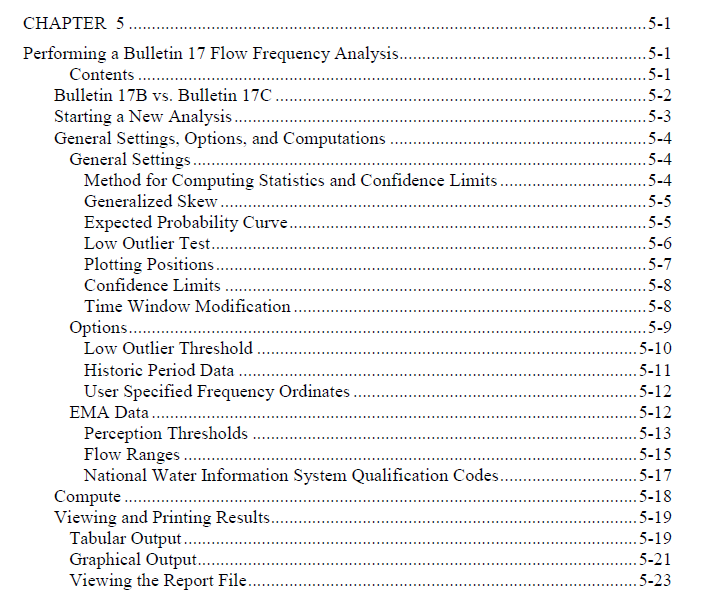 CHAPTER 5 ........ 5-1
Performing a Bulletin 17 Flow Frequency Analysis ........ 5-1
Contents ........ 5-1
Bulletin 17B vs. Bulletin 17C ........ 5-2
Starting a New Analysis ........ 5-3
General Settings, Options, and Computations ........ 5-4
General Settings ........ 5-4
Method for Computing Statistics and Confidence Limits ........ 5-4
Generalized Skew ........ 5-5
Expected Probability Curve ........ 5-5
Low Outlier Test ........ 5-6
Plotting Positions ........ 5-7
Confidence Limits ........ 5-8
Time Window Modification ........ 5-8
Options ........ 5-9
Low Outlier Threshold ........ 5-10
Historic Period Data ........ 5-11
User Specified Frequency Ordinates ........ 5-12
EMA Data ........ 5-12
Perception Thresholds ........ 5-13
Flow Ranges ........ 5-15
National Water Information System Qualification Codes ........ 5-17
Compute ........ 5-18
Viewing and Printing Results ........ 5-19
Tabular Output ........ 5-19
Graphical Output ........ 5-21
Viewing the Report File ........ 5-23